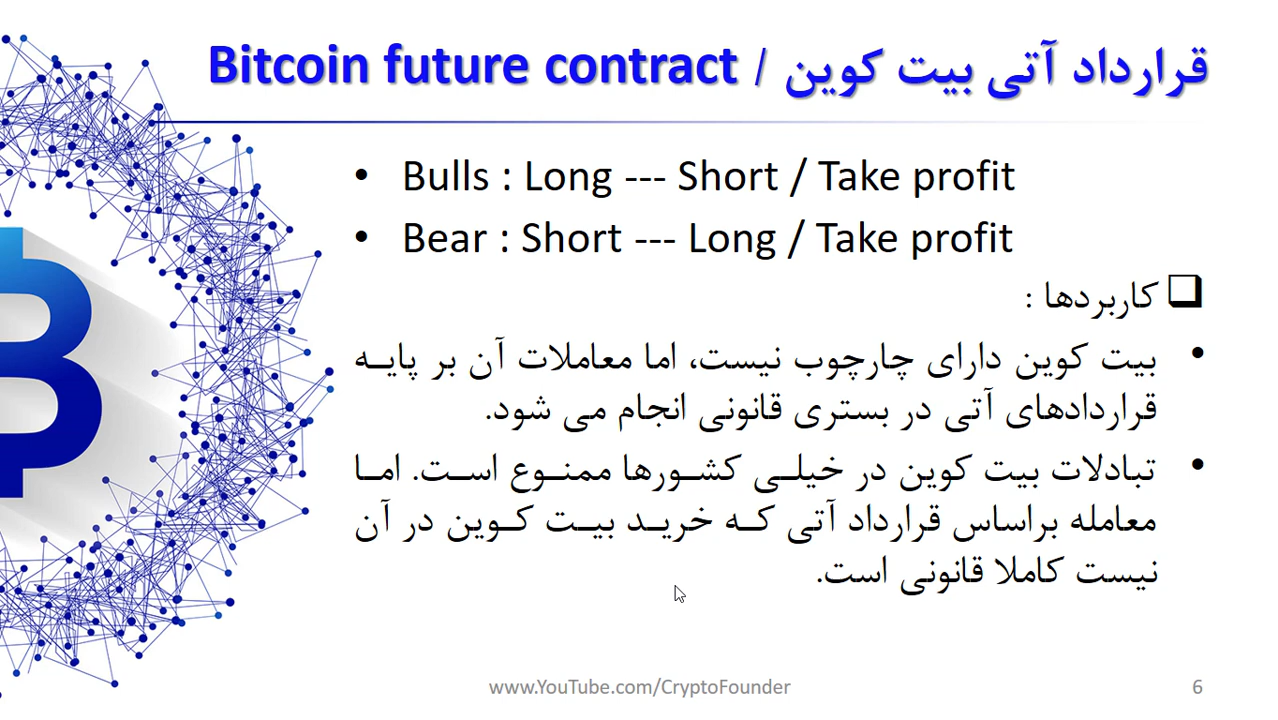 قرارداد آتی بیت کوین / Bitcoin future contract
• Bulls : Long --- Short / Take profit
• Bear : Short --- Long / Take profit
❑ کاربردها :
• بیت کوین دارای چارچوب نیست، اما معاملات آن بر پایه
قراردادهای آتی در بستری قانونی انجام می شود.
• تبادلات بیت کوین در خیلی کشورها ممنوع است. اما
معامله براساس قرارداد آتی که خرید بیت کوین در آن
نیست کاملا قانونی است.
www.YouTube.com/CryptoFounder
6